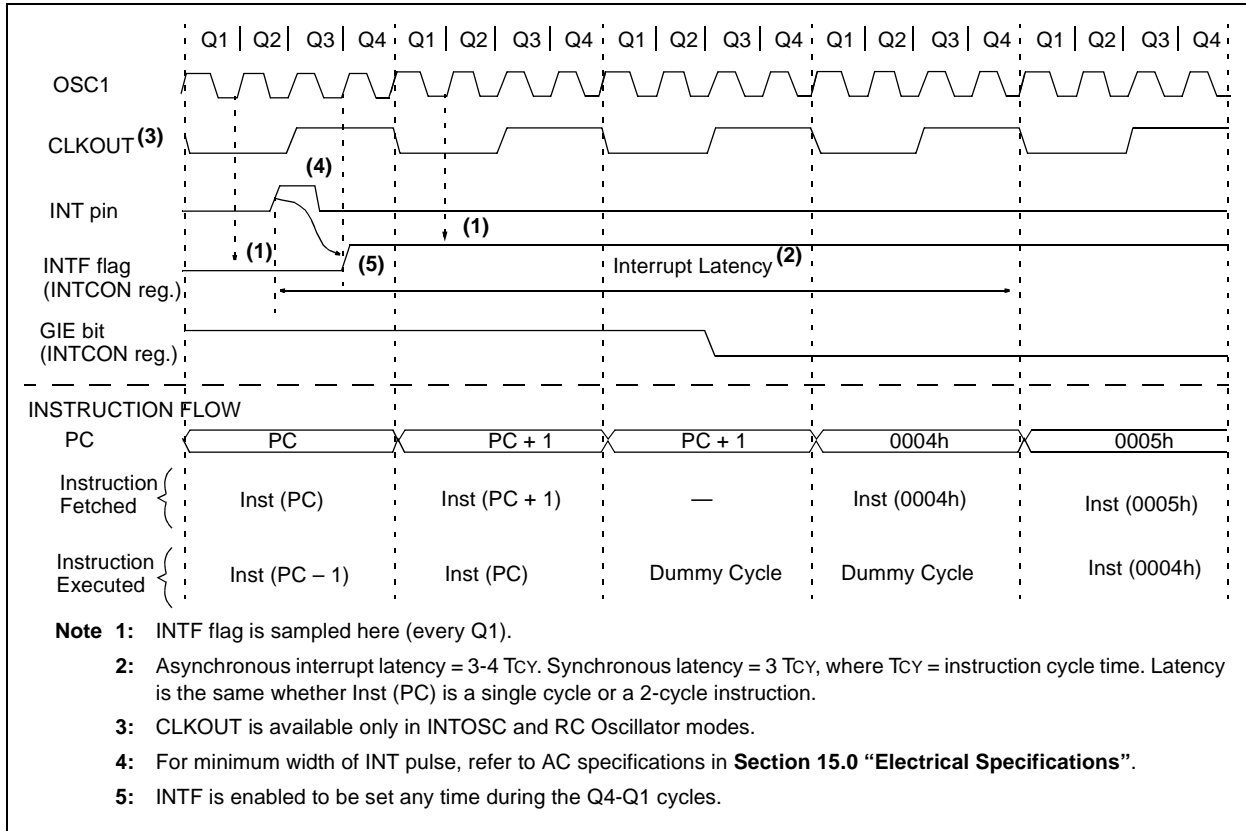 Q1 | Q2 | Q3 | Q4 Q1 | Q2 | Q3 | Q4 Q1 | Q2 | Q3 | Q4 Q1 | Q2 | Q3 | Q4 Q1 | Q2 | Q3 | Q4
OSC1
CLKOUT(3)
(4)
INT pin
(1)
(1)
(5)
INTF flag
(INTCON reg.)
Interrupt Latency(2)
GIE bit
(INTCON reg.)
INSTRUCTION FLOW
PC PC PC + 1 PC + 1 0004h 0005h
Instruction
Fetched
Inst (PC) Inst (PC + 1) — Inst (0004h) Inst (0005h)
Instruction
Executed
Inst (PC – 1) Inst (PC) Dummy Cycle Dummy Cycle Inst (0004h)
Note 1: INTF flag is sampled here (every Q1).
2: Asynchronous interrupt latency = 3-4 TCY. Synchronous latency = 3 TCY, where TCY = instruction cycle time. Latency
is the same whether Inst (PC) is a single cycle or a 2-cycle instruction.
3: CLKOUT is available only in INTOSC and RC Oscillator modes.
4: For minimum width of INT pulse, refer to AC specifications in Section 15.0 “Electrical Specifications”.
5: INTF is enabled to be set any time during the Q4-Q1 cycles.